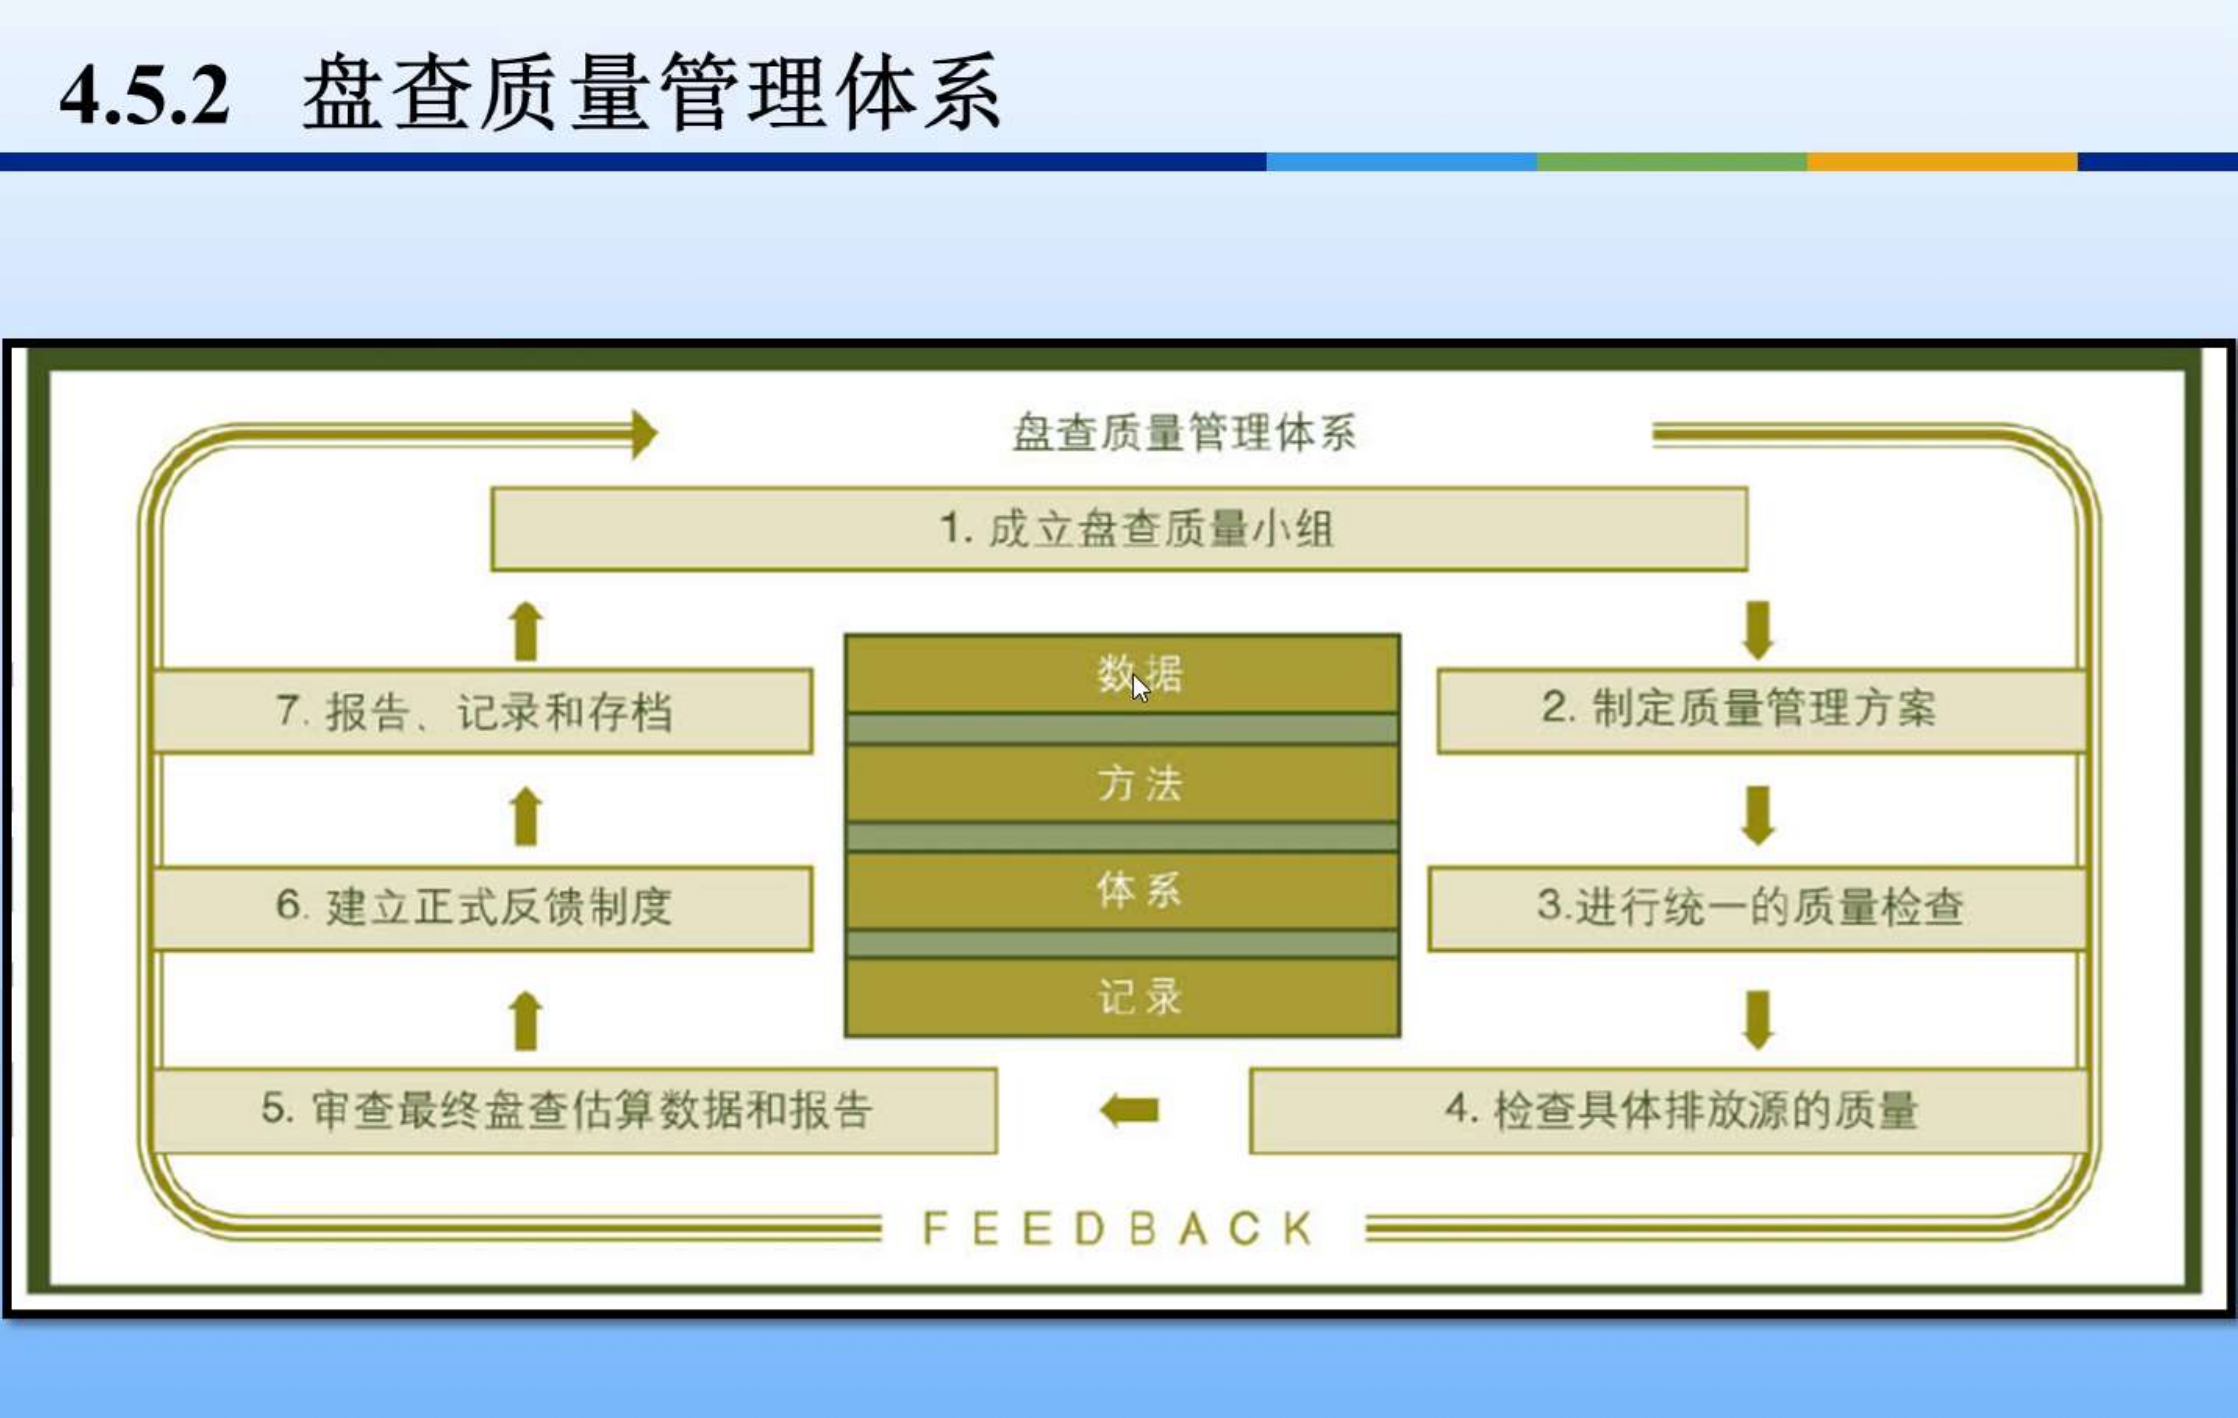 4.5.2 盘查质量管理体系
盘查质量管理体系
1. 成立盘查质量小组
2. 制定质量管理方案
3.进行统一的质量检查
4. 检查具体排放源的质量
5. 审查最终盘查估算数据和报告
6. 建立正式反馈制度
7. 报告、记录和存档
数据
方法
体系
记录
FEEDBACK